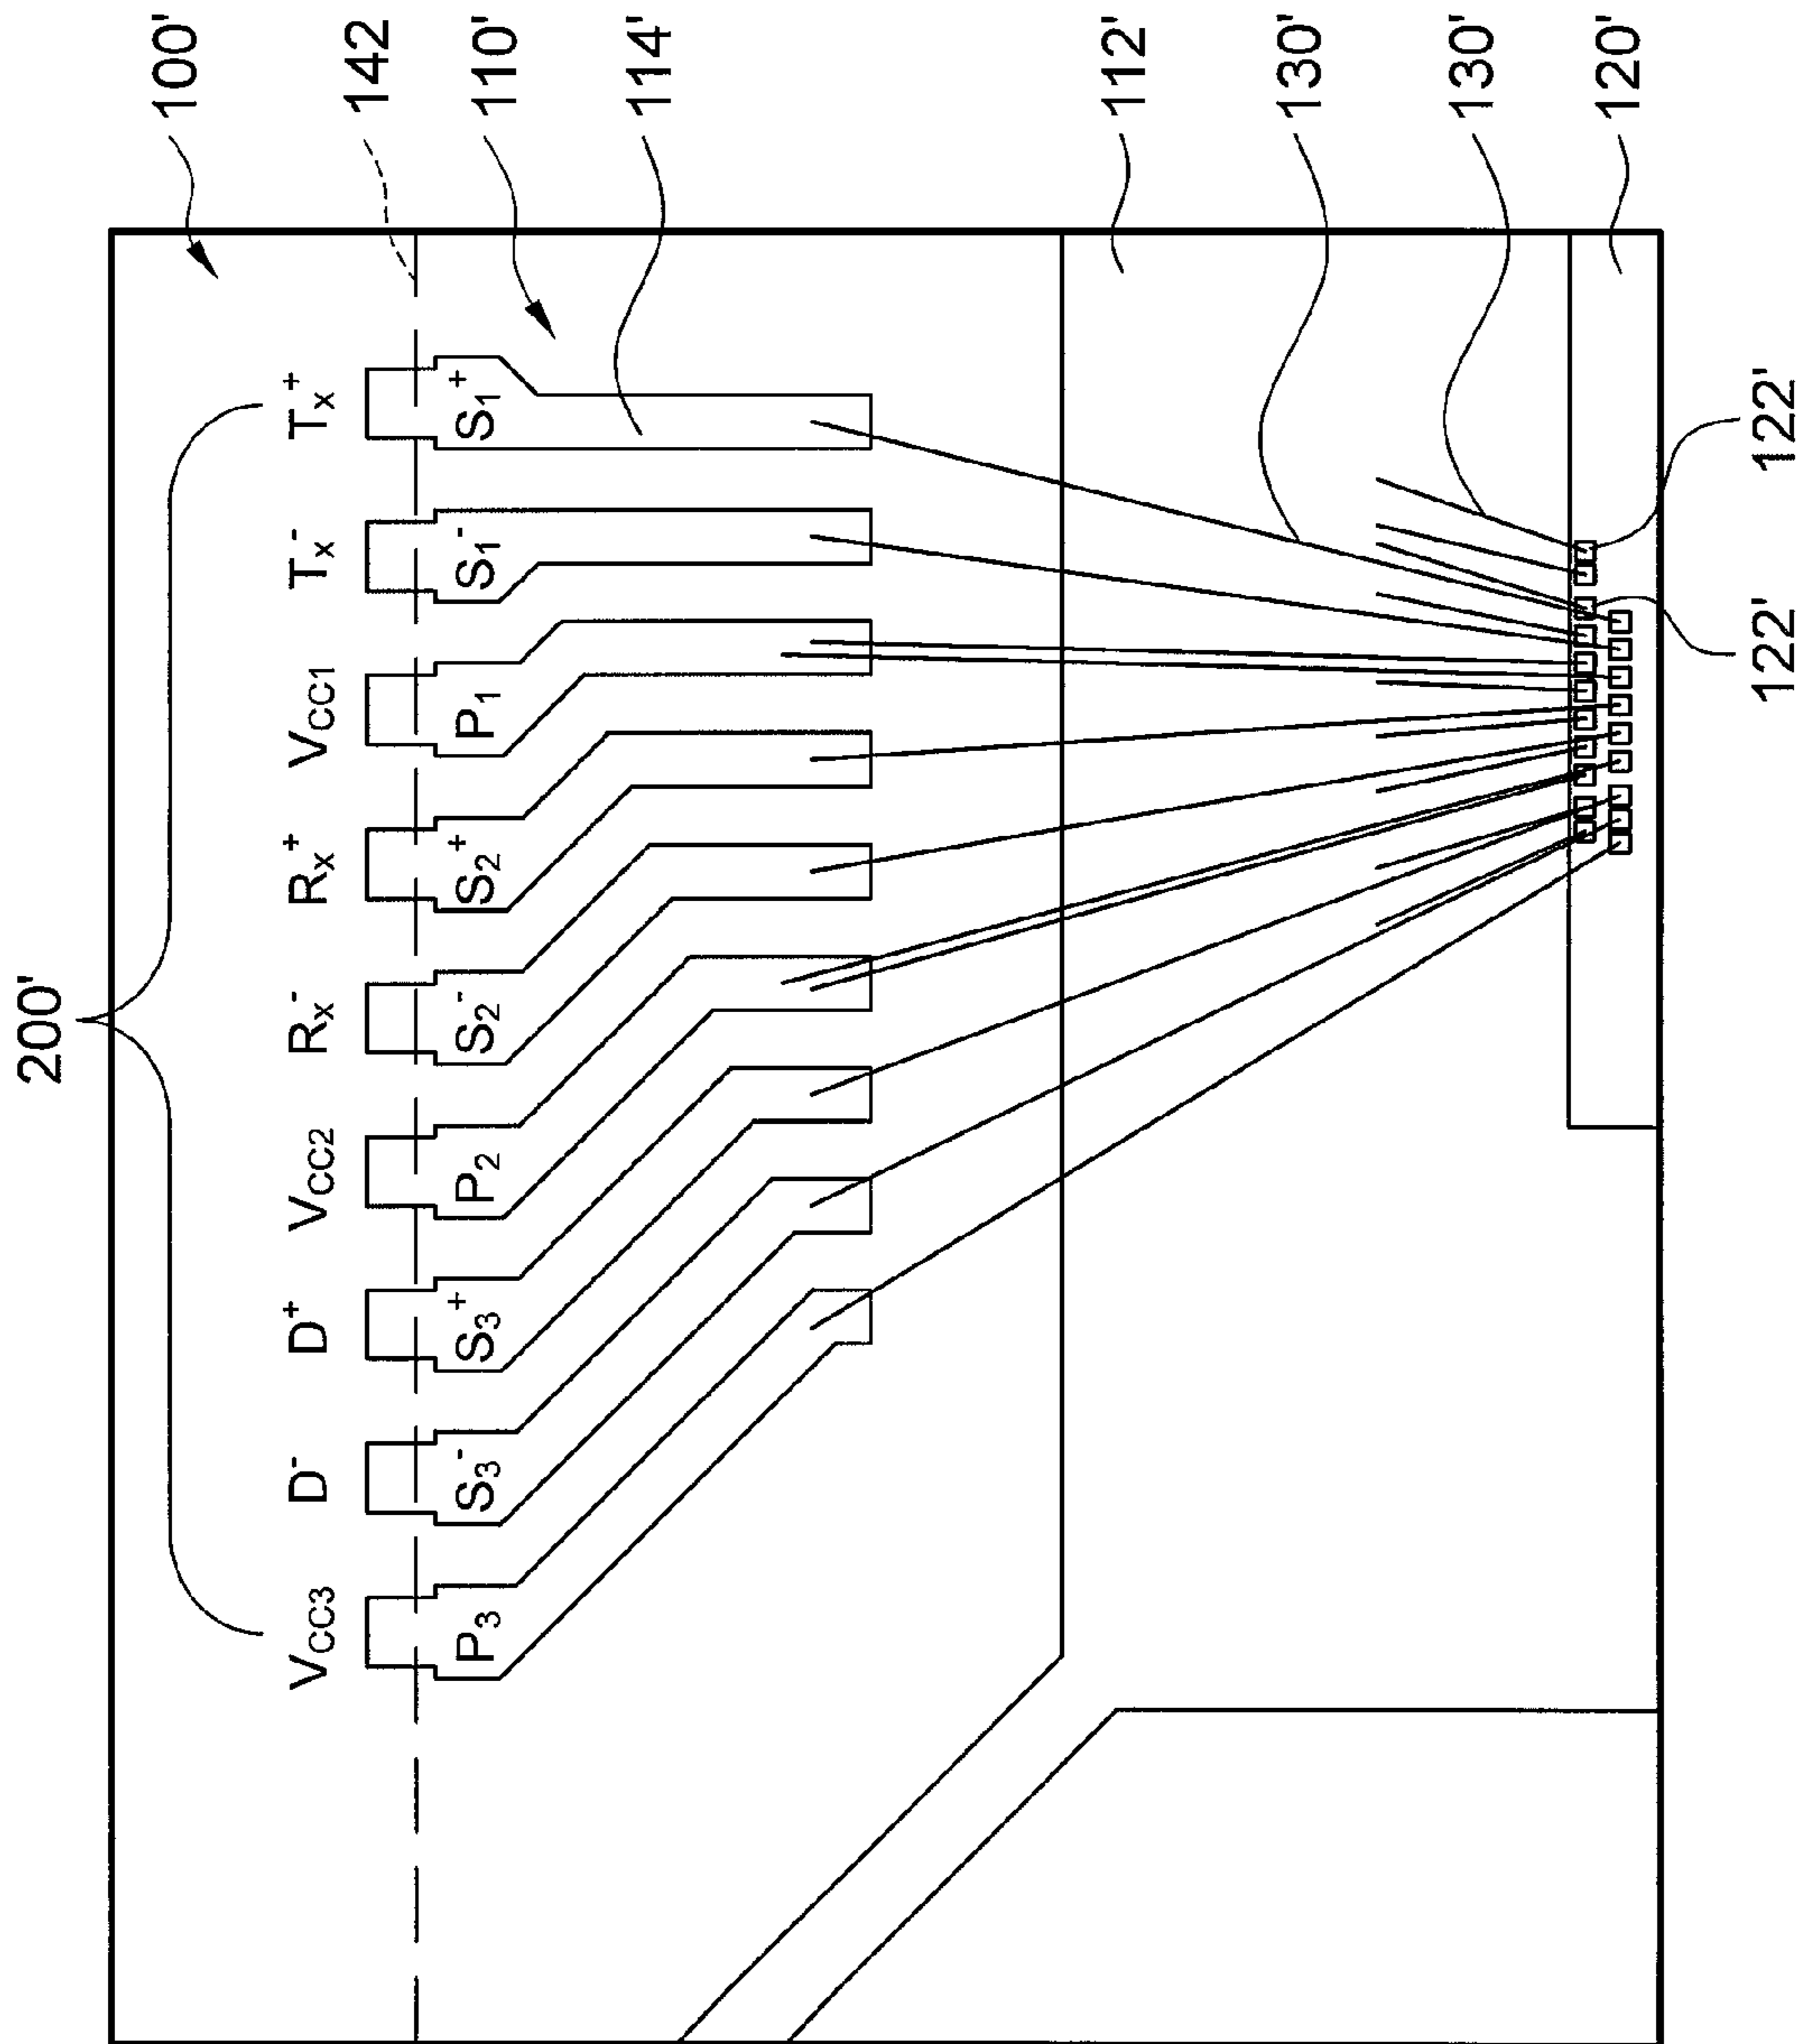 100'
142
110'
114'
112'
130'
130'
120'
200'
Tx+
Tx-
VCC1
Rx+
Rx-
VCC2
D+
D-
VCC3
S1+
S1-
P1
S2+
S2-
P2
S3+
S3-
P3
122'
122'